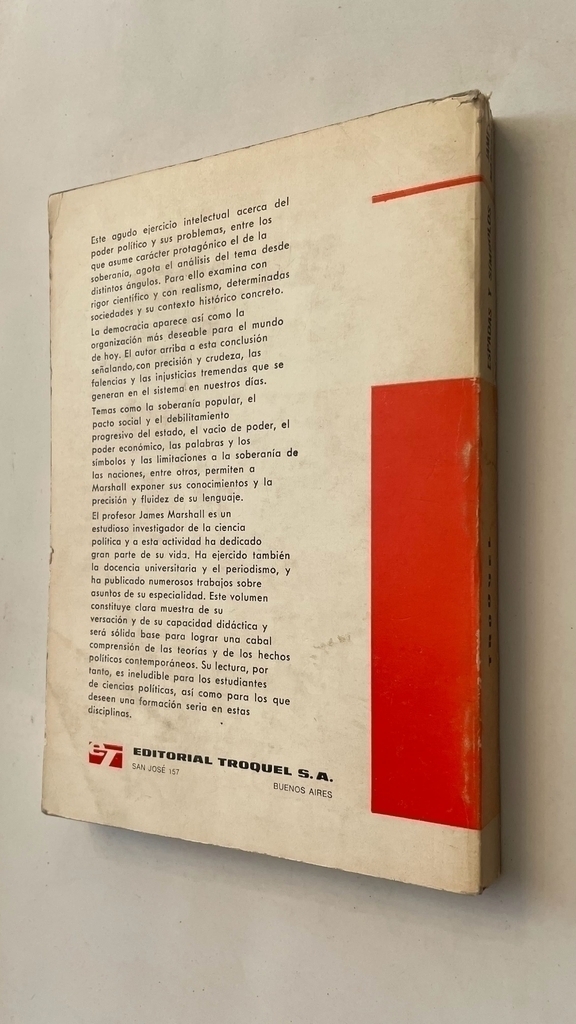 Este agudo ejercicio intelectual acerca del
poder político y sus problemas, entre los
que asume carácter protagónico el de la
soberanía, agota el análisis del tema desde
distintos ángulos. Para ello examina con
rigor científico y con realismo, determinadas
sociedades y su contexto histórico concreto.
La democracia aparece así como la
organización más deseable para el mundo
de hoy. El autor arriba a esta conclusión
señalando, con precisión y crudeza, las
falencias y las injusticias tremendas que se
generan en el sistema en nuestros días.
Temas como la soberanía popular, el
pacto social y el debilitamiento
progresivo del estado, el vacio de poder, el
poder económico, las palabras y los
símbolos y las limitaciones a la soberanía de
las naciones, entre otros, permiten a
Marshall exponer sus conocimientos y la
precisión y fluidez de su lenguaje.
El profesor James Marshall es un
estudioso investigador de la ciencia
política y a esta actividad ha dedicado
gran parte de su vida. Ha ejercido también
la docencia universitaria y el periodismo, y
ha publicado numerosos trabajos sobre
asuntos de su especialidad. Este volumen
constituye clara muestra de su
versación y de su capacidad didáctica y
será sólida base para lograr una cabal
comprensión de las teorías y de los hechos
políticos contemporáneos. Su lectura, por
tanto, es ineludible para los estudiantes
de ciencias políticas, así como para los que
deseen una formación seria en estas
disciplinas.
eT EDITORIAL TROQUEL S.A.
SAN JOSÉ 157
BUENOS AIRES
ESPADAS Y